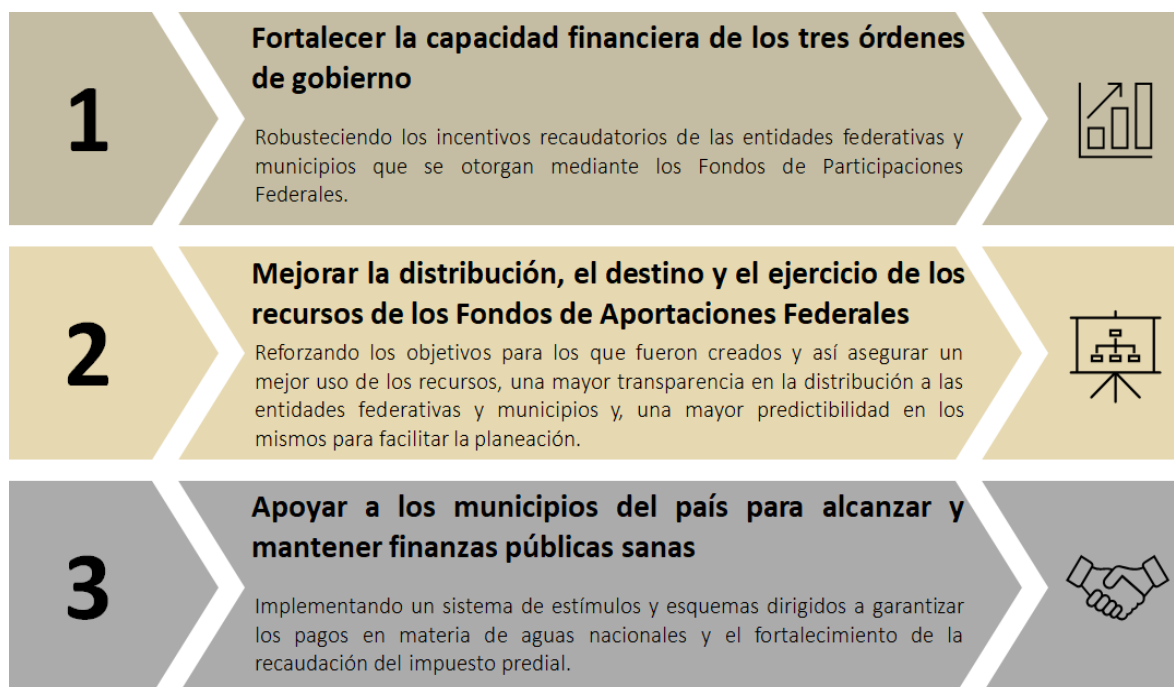 1
Fortalecer la capacidad financiera de los tres órdenes
de gobierno
Robusteciendo los incentivos recaudatorios de las entidades federativas y
municipios que se otorgan mediante los Fondos de Participaciones
Federales.
2
Mejorar la distribución, el destino y el ejercicio de los
recursos de los Fondos de Aportaciones Federales
Reforzando los objetivos para los que fueron creados y así asegurar un
mejor uso de los recursos, una mayor transparencia en la distribución a las
entidades federativas y municipios y, una mayor predictibilidad en los
mismos para facilitar la planeación.
3
Apoyar a los municipios del país para alcanzar y
mantener finanzas públicas sanas
Implementando un sistema de estímulos y esquemas dirigidos a garantizar
los pagos en materia de aguas nacionales y el fortalecimiento de la
recaudación del impuesto predial.